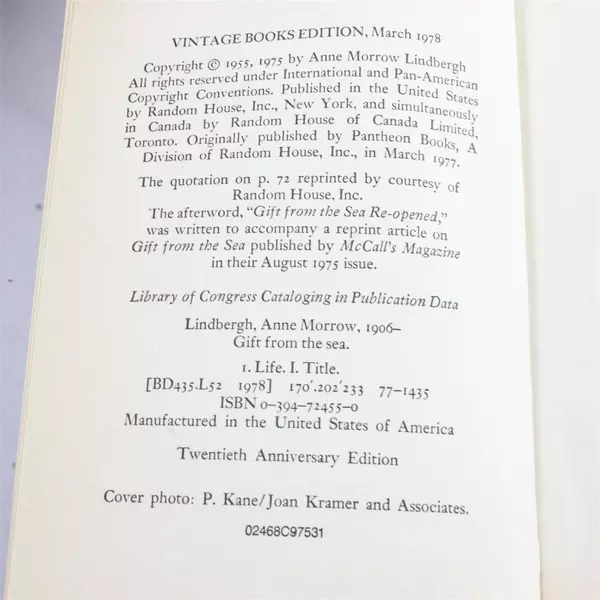 VINTAGE BOOKS EDITION, March 1978
Copyright © 1955, 1975 by Anne Morrow Lindbergh
All rights reserved under International and Pan-American
Copyright Conventions. Published in the United States
by Random House, Inc., New York, and simultaneously
in Canada by Random House of Canada Limited,
Toronto. Originally published by Pantheon Books, A
Division of Random House, Inc., in March 1977.
The quotation on p. 72 reprinted by courtesy of
Random House, Inc.
The afterword, "Gift from the Sea Re-opened,"
was written to accompany a reprint article on
Gift from the Sea published by McCall's Magazine
in their August 1975 issue.
Library of Congress Cataloging in Publication Data
Lindbergh, Anne Morrow, 1906–
Gift from the sea.
1. Life. I. Title.
[BD435.L52 1978] 170'.202'233 77–1435
ISBN 0–394–72455–0
Manufactured in the United States of America
Twentieth Anniversary Edition
Cover photo: P. Kane/Joan Kramer and Associates.
02468C97531